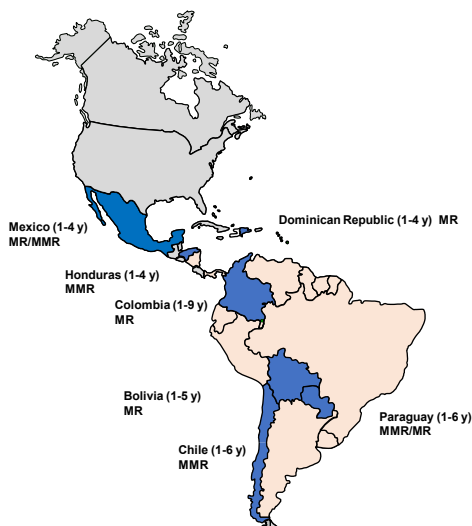 Mexico (1-4 y)
MR/MMR
Dominican Republic (1-4 y) MR
Honduras (1-4 y)
MMR
Colombia (1-9 y)
MR
Bolivia (1-5 y)
MR
Paraguay (1-6 y)
MMR/MR
Chile (1-6 y)
MMR